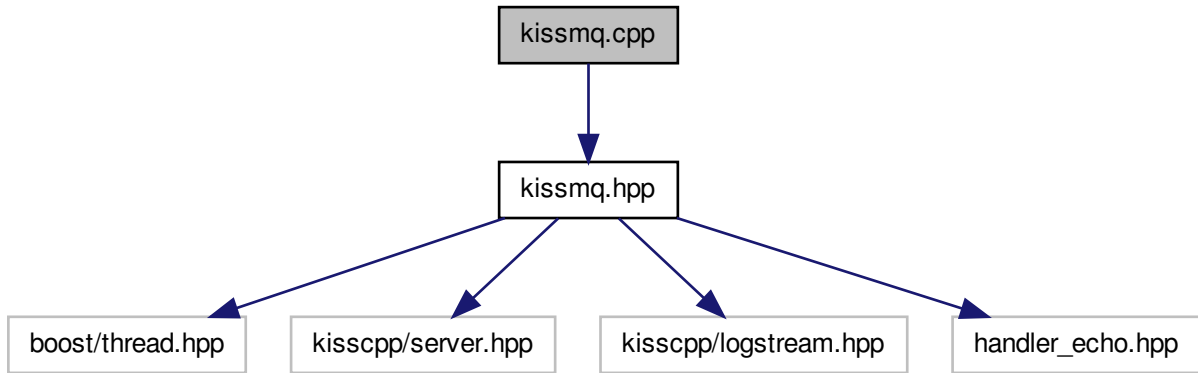 kissmq.cpp
kissmq.hpp
boost/thread.hpp
kisscpp/server.hpp
kisscpp/logstream.hpp
handler_echo.hpp